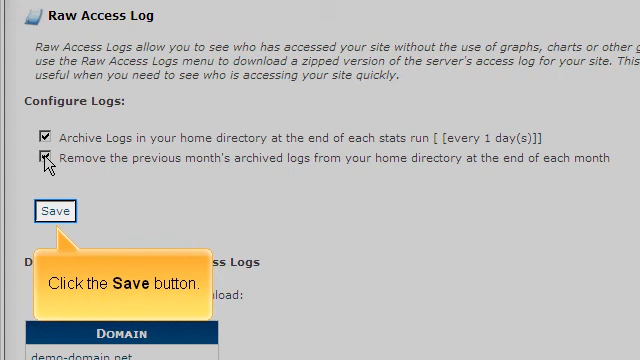 Raw Access Log
Raw Access Logs allow you to see who has accessed your site without the use of graphs, charts or other
use the Raw Access Logs menu to download a zipped version of the server's access log for your site. This
useful when you need to see who is accessing your site quickly.
Configure Logs:
Archive Logs in your home directory at the end of each stats run [ [every 1 day(s)]]
Remove the previous month's archived logs from your home directory at the end of each month
Save
Click the Save button.
Logs
DOMAIN
demo-domain.net